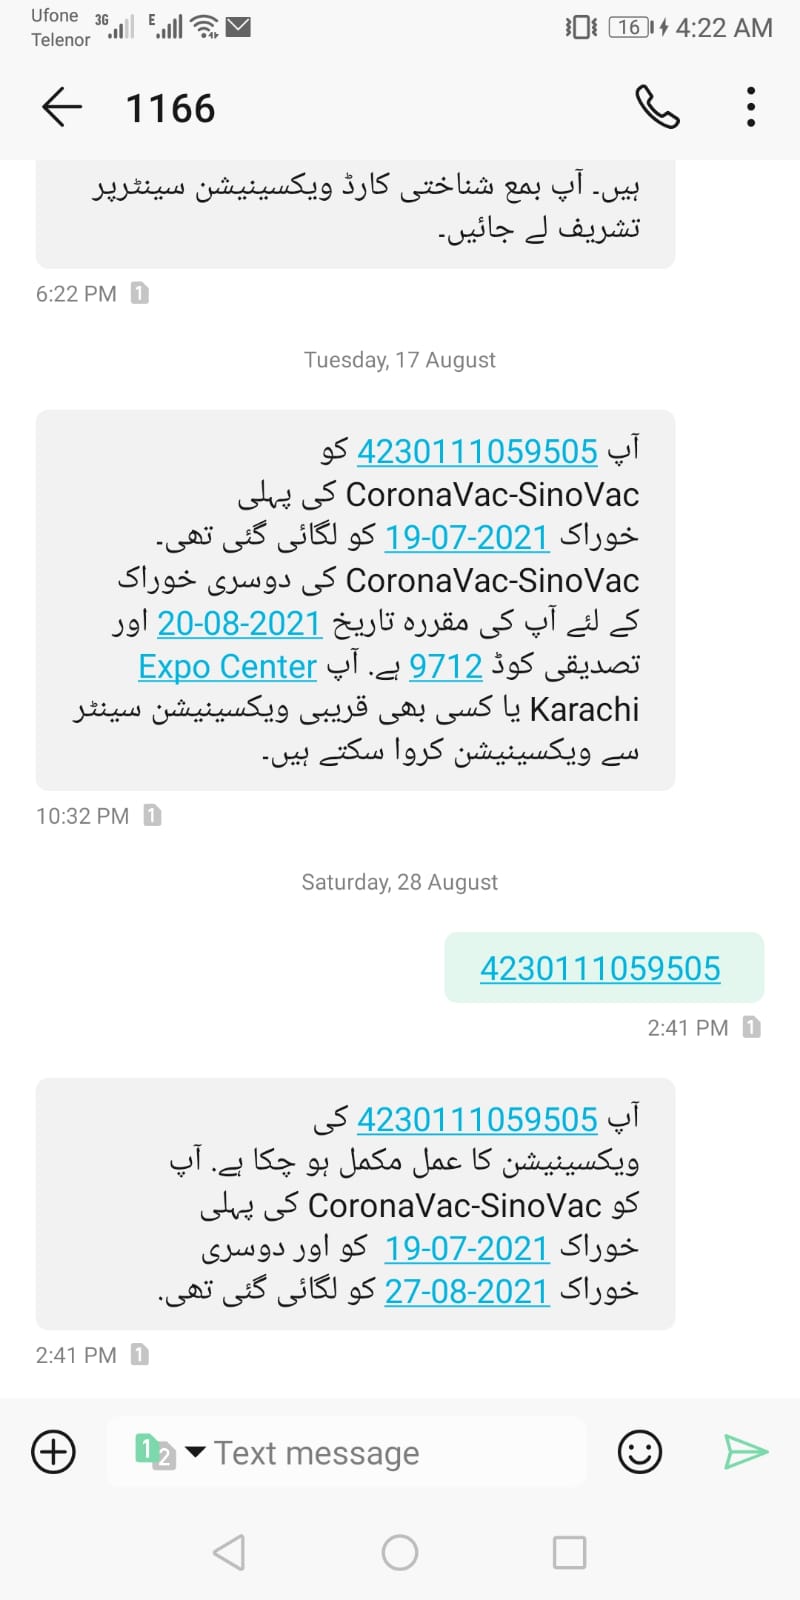 Ufone 3G E 16 4:22 AM
Telenor
1166
ہیں۔ آپ بمع شناختی کارڈ ویکسینیشن سینٹرپر
تشریف لے جائیں۔
6:22 PM 1
Tuesday, 17 August
آپ 4230111059505 کو
CoronaVac-SinoVac کی پہلی
خوراک 19-07-2021 کو لگائی گئی تھی۔
CoronaVac-SinoVac کی دوسری خوراک
کے لئے آپ کی مقررہ تاریخ 20-08-2021 اور
تصدیقی کوڈ 9712 ہے. آپ Expo Center
Karachi یا کسی بھی قریبی ویکسینیشن سینٹر
سے ویکسینیشن کروا سکتے ہیں۔
10:32 PM 1
Saturday, 28 August
4230111059505
2:41 PM 1
آپ 4230111059505 کی
ویکسینیشن کا عمل مکمل ہو چکا ہے. آپ
کو CoronaVac-SinoVac کی پہلی
خوراک 19-07-2021 کو اور دوسری
خوراک 27-08-2021 کو لگائی گئی تھی.
2:41 PM 1
1 2 Text message